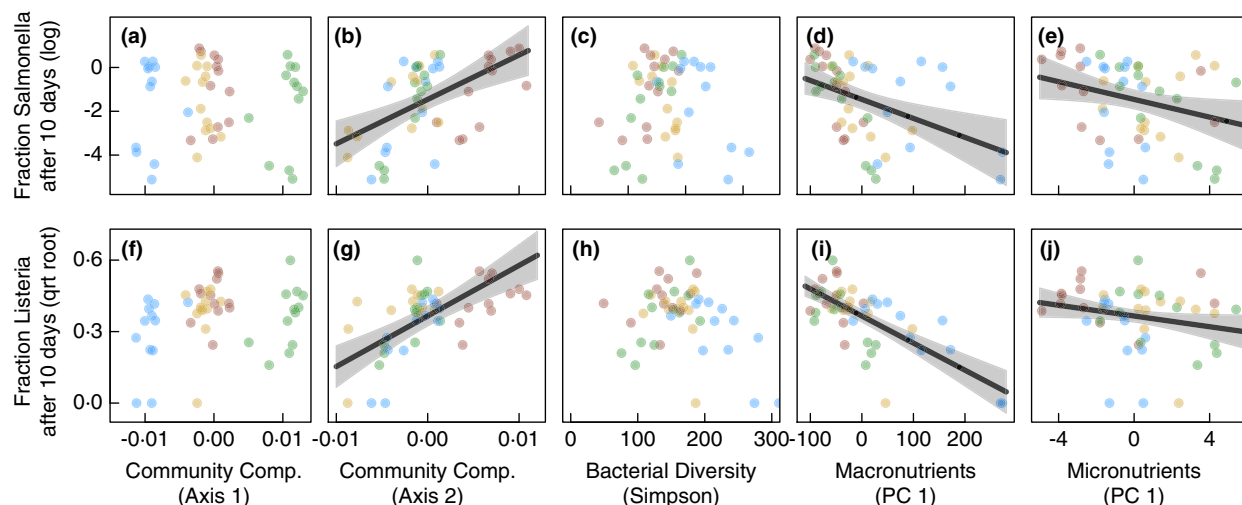 Fraction Salmonella
after 10 days (log)
(a) (b) (c) (d) (e)
0
-2
-4
Fraction Listeria
after 10 days (qrt root)
(f) (g) (h) (i) (j)
0·6
0·3
0·0
-0.01 0.00 0.01 -0.01 0.00 0.01 0 100 200 300 -100 0 100 200 -4 0 4
Community Comp. Community Comp. Bacterial Diversity Macronutrients Micronutrients
(Axis 1) (Axis 2) (Simpson) (PC 1) (PC 1)